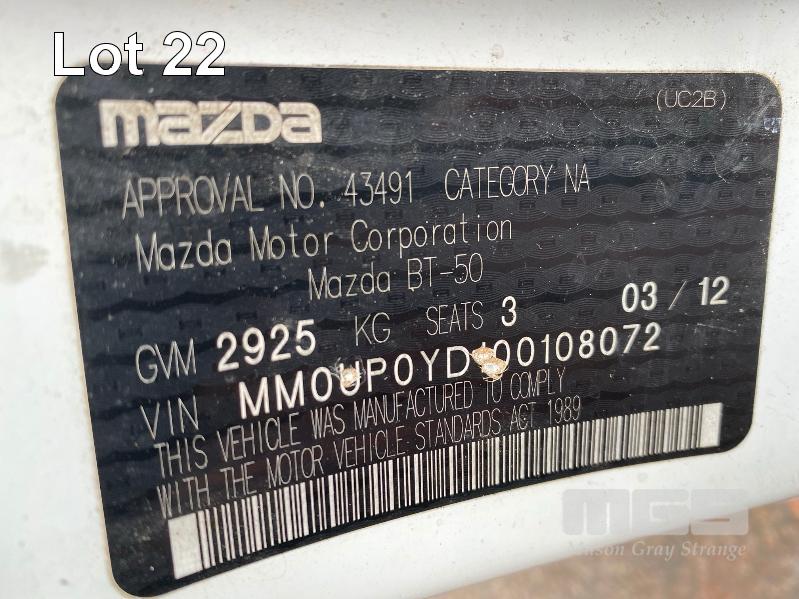 Lot 22
mazda
(UC2B)
APPROVAL NO. 43491 CATEGORY NA
Mazda Motor Corporation
Mazda BT-50
03 / 12
GVM 2925 KG SEATS 3
VIN
THIS VEHICLE WAS MANUFACTURED TO COMPLY
WITH THE MOTOR VEHICLE STANDARDS ACT 1989
MGS
Mason Gray Strange